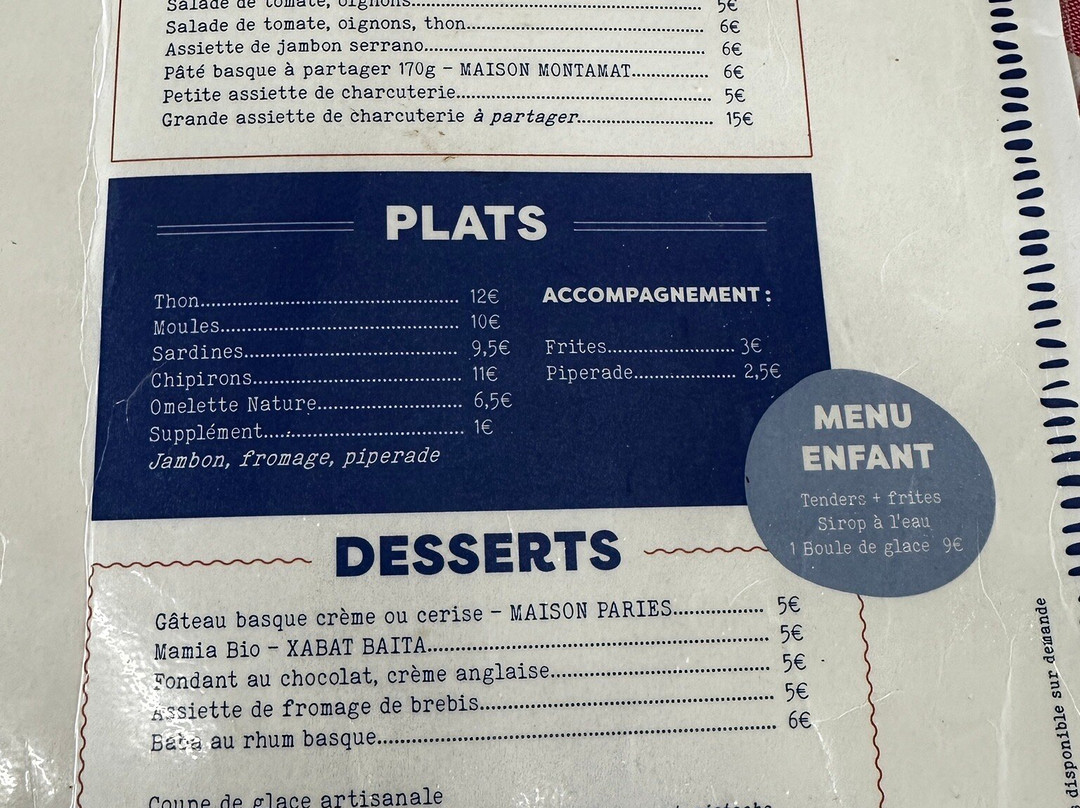 Salade de tomate, oignons.................. 5€
Salade de tomate, oignons, thon.................. 6€
Assiette de jambon serrano.................. 6€
Pâté basque à partager 170g - MAISON MONTAMAT.................. 6€
Petite assiette de charcuterie.................. 5€
Grande assiette de charcuterie à partager.................. 15€
PLATS
Thon.................. 12€
Moules.................. 10€
Sardines.................. 9,5€
Chipirons.................. 11€
Omelette Nature.................. 6,5€
Supplément.................. 1€
Jambon, fromage, piperade
ACCOMPAGNEMENT :
Frites.................. 3€
Piperade.................. 2,5€
MENU
ENFANT
Tenders + frites
Sirop à l'eau
1 Boule de glace 9€
DESSERTS
Gâteau basque crème ou cerise - MAISON PARIES.................. 5€
Mamia Bio - XABAT BAITA.................. 5€
Fondant au chocolat, crème anglaise.................. 5€
Assiette de fromage de brebis.................. 5€
Baba au rhum basque.................. 6€
Coupe de glace artisanale
disponible sur demande